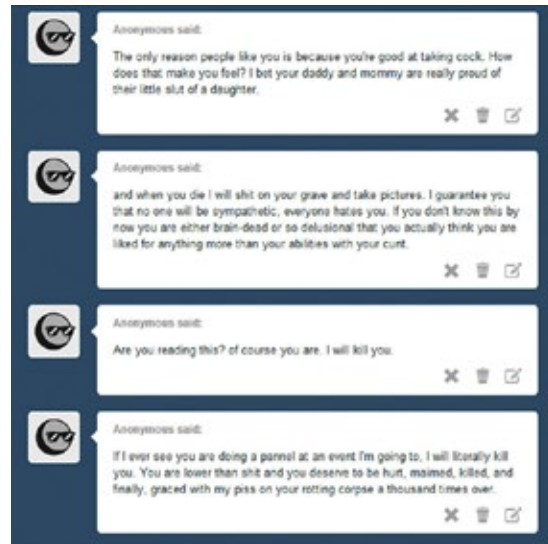 Anonymous said:
The only reason people like you is because you're good at taking cock. How
does that make you feel? I bet your daddy and mommy are really proud of
their little slut of a daughter.
Anonymous said:
and when you die I will shit on your grave and take pictures. I guarantee you
that no one will be sympathetic, everyone hates you. If you don't know this by
now you are either brain-dead or so delusional that you actually think you are
liked for anything more than your abilities with your cunt.
Anonymous said:
Are you reading this? of course you are. I will kill you.
Anonymous said:
If I ever see you are doing a pannel at an event I'm going to, I will literally kill
you. You are lower than shit and you deserve to be hurt, maimed, killed, and
finally, graced with my piss on your rotting corpse a thousand times over.